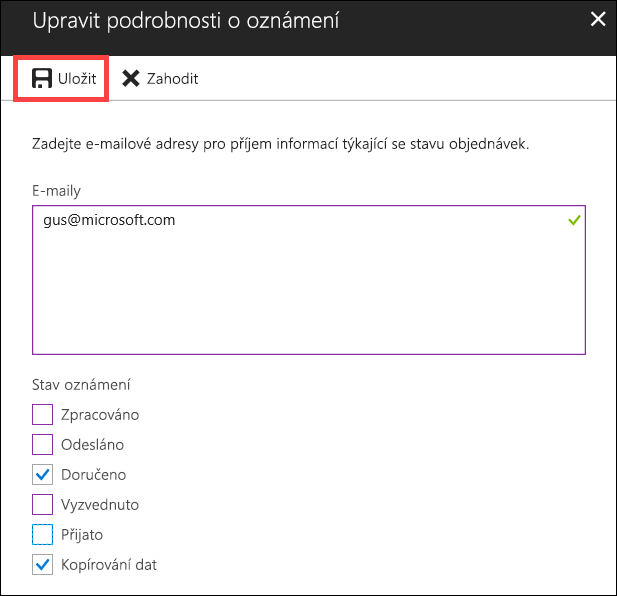 Upravit podrobnosti o oznámení
Uložit Zahodit
Zadejte e-mailové adresy pro příjem informací týkající se stavu objednávek.
E-maily
gus@microsoft.com
Stav oznámení
Zpracováno
Odesláno
Doručeno
Vyzvednuto
Přijato
Kopírování dat